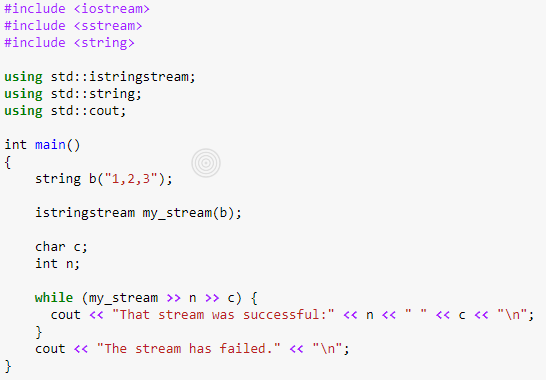 #include <iostream>
#include <sstream>
#include <string>

using std::istringstream;
using std::string;
using std::cout;

int main()
{
    string b("1,2,3");

    istringstream my_stream(b);

    char c;
    int n;

    while (my_stream >> n >> c) {
      cout << "That stream was successful:" << n << " " << c << "\n";
    }
    cout << "The stream has failed." << "\n";
}